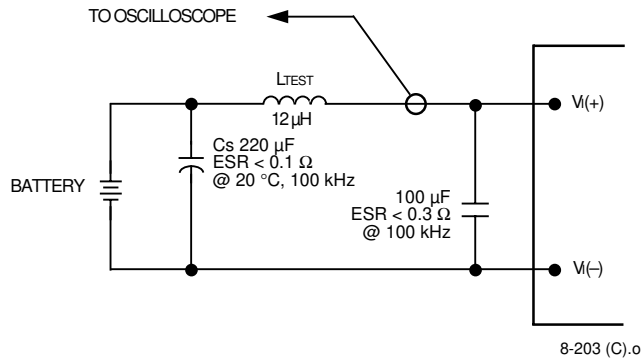 TO OSCILLOSCOPE
LTEST
12 µH
VI(+)
Cs 220 µF
ESR < 0.1 Ω
@ 20 °C, 100 kHz
BATTERY
100 µF
ESR < 0.3 Ω
@ 100 kHz
VI(–)
8-203 (C).o